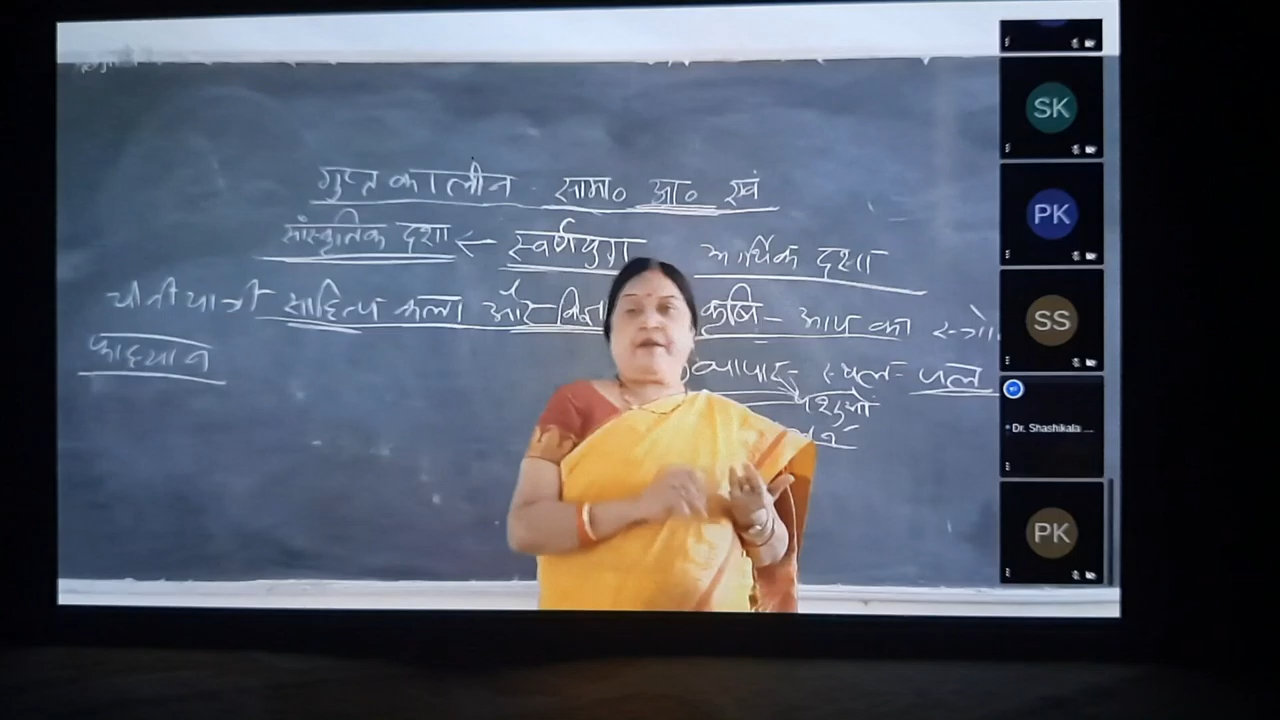 गुप्त कालीन - सामा० आ० एवं
सांस्कृतिक दशा ← स्वर्णयुग
चीनी यात्री साहित्य कला और विज्ञा
फाह्यान
आर्थिक दशा
कृषि - आय का स्त्रो
व्यापार - स्थल - जल
पशुओं
SK
PK
SS
Dr. Shashikala ...
PK